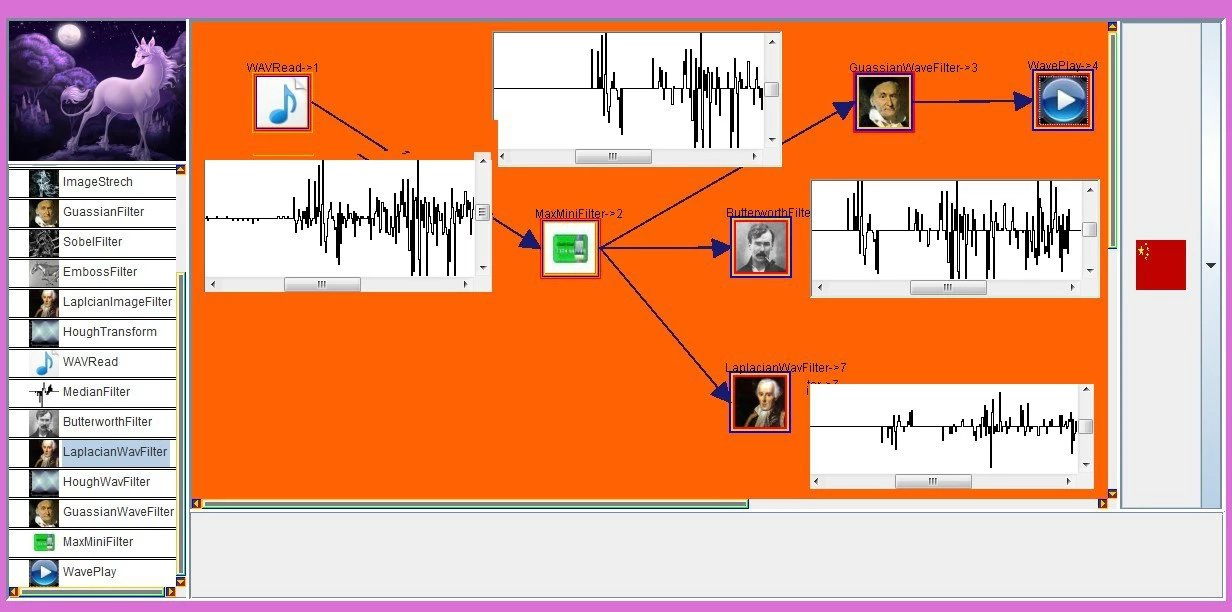 ImageStrech
GuassianFilter
SobelFilter
EmbossFilter
LaplcianImageFilter
HoughTransform
WAVRead
MedianFilter
ButterworthFilter
LaplacianWavFilter
HoughWavFilter
GuassianWaveFilter
MaxMiniFilter
WavePlay
WAVRead->1
GuassianWaveFilter->3
WavePlay->4
MaxMiniFilter->2
ButterworthFilte
LaplacianWavFilter->7